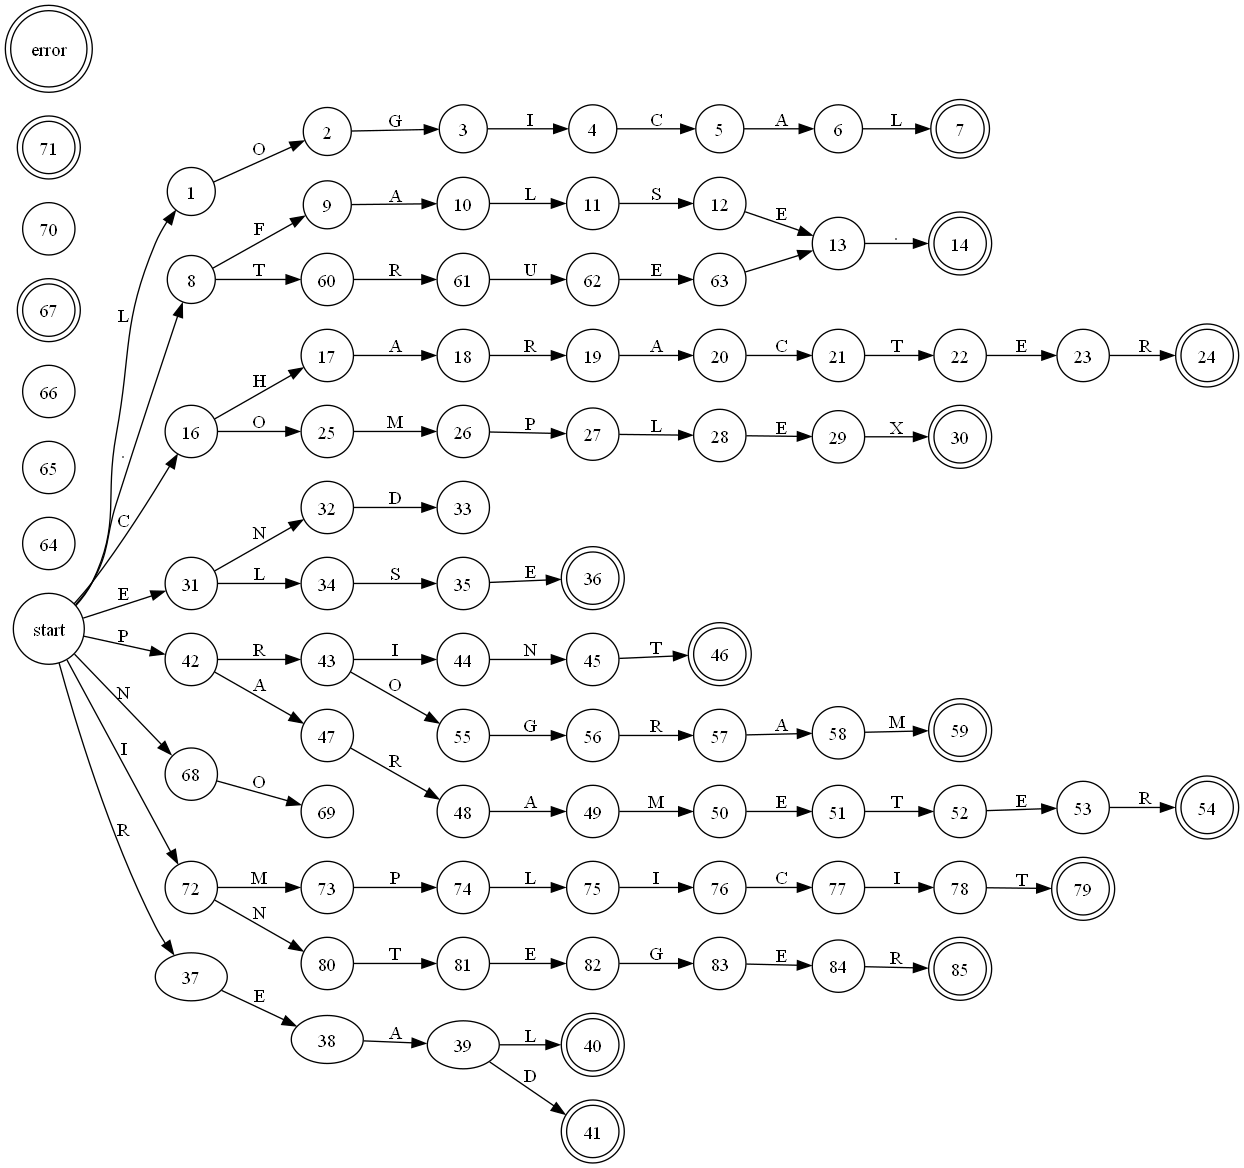 error
2 G 3 I 4 C 5 A 6 L 7
71 O
1
9 A 10 L 11 S 12 E
70 F 13 . 14
8 T 60 R 61 U 62 E 63
67 L
17 A 18 R 19 A 20 C 21 T 22 E 23 R 24
66 H
16 O 25 M 26 P 27 L 28 E 29 X 30
65 .
C 32 D 33
64 N
E 31 L 34 S 35 E 36
start P
42 R 43 I 44 N 45 T 46
N A O
47 55 G 56 R 57 A 58 M 59
I 68 O R
69 48 A 49 M 50 E 51 T 52 E 53 R 54
R
72 M 73 P 74 L 75 I 76 C 77 I 78 T 79
N
80 T 81 E 82 G 83 E 84 R 85
37 E
38 A 39 L 40
D
41